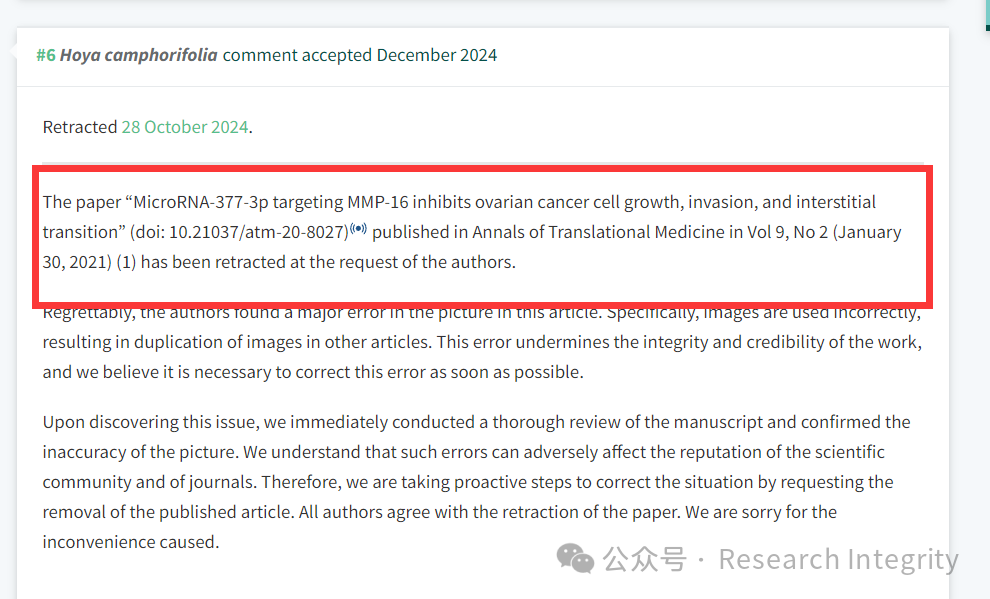 #6 Hoya camphorifolia comment accepted December 2024
Retracted 28 October 2024.
The paper “MicroRNA-377-3p targeting MMP-16 inhibits ovarian cancer cell growth, invasion, and interstitial
transition” (doi: 10.21037/atm-20-8027) published in Annals of Translational Medicine in Vol 9, No 2 (January
30, 2021) (1) has been retracted at the request of the authors.
Regrettably, the authors found a major error in the picture in this article. Specifically, images are used incorrectly,
resulting in duplication of images in other articles. This error undermines the integrity and credibility of the work,
and we believe it is necessary to correct this error as soon as possible.
Upon discovering this issue, we immediately conducted a thorough review of the manuscript and confirmed the
inaccuracy of the picture. We understand that such errors can adversely affect the reputation of the scientific
community and of journals. Therefore, we are taking proactive steps to correct the situation by requesting the
removal of the published article. All authors agree with the retraction of the paper. We are sorry for the
inconvenience caused.
公众号 · Research Integrity